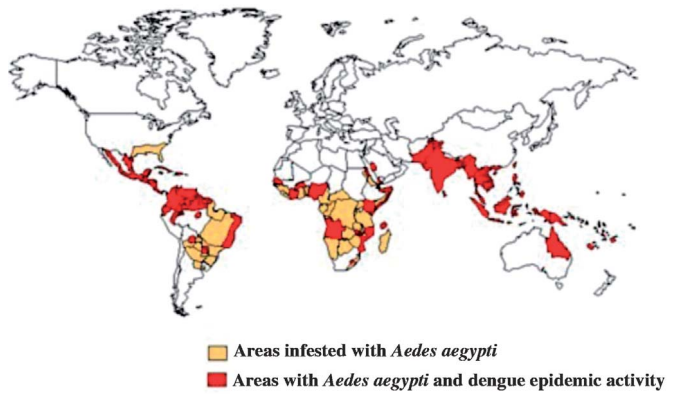 Areas infested with Aedes aegypti
Areas with Aedes aegypti and dengue epidemic activity